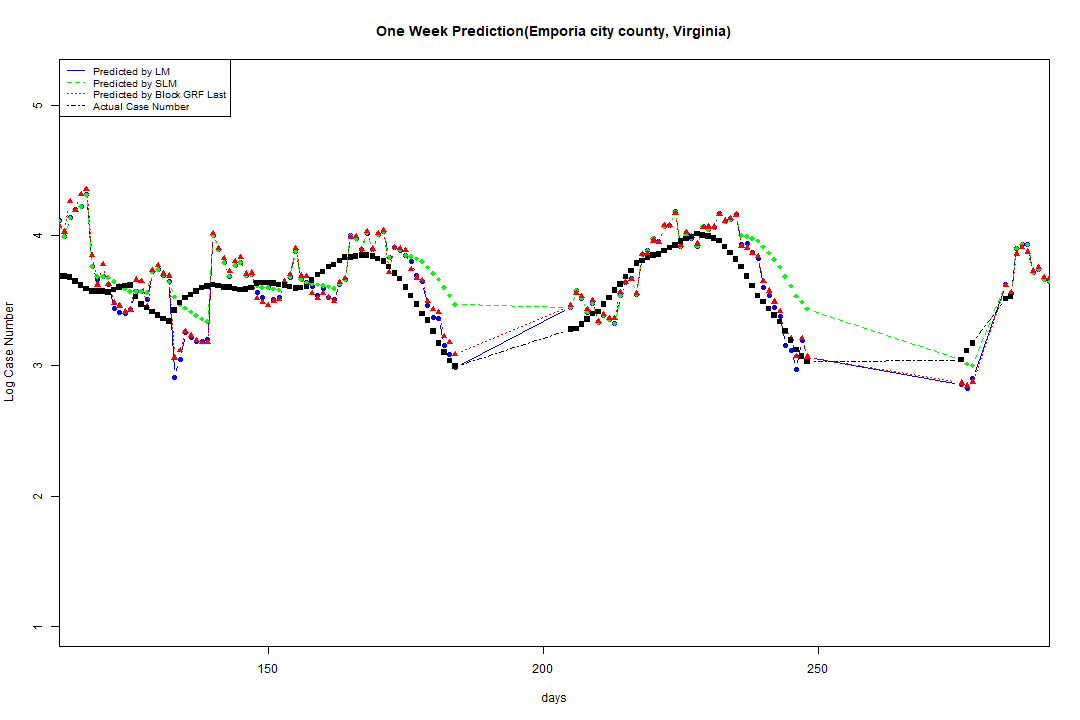 One Week Prediction(Emporia city county, Virginia)
Predicted by LM
Predicted by SLM
Predicted by Block GRF Last
Actual Case Number
5
4
3
2
1
Log Case Number
150
200
250
days